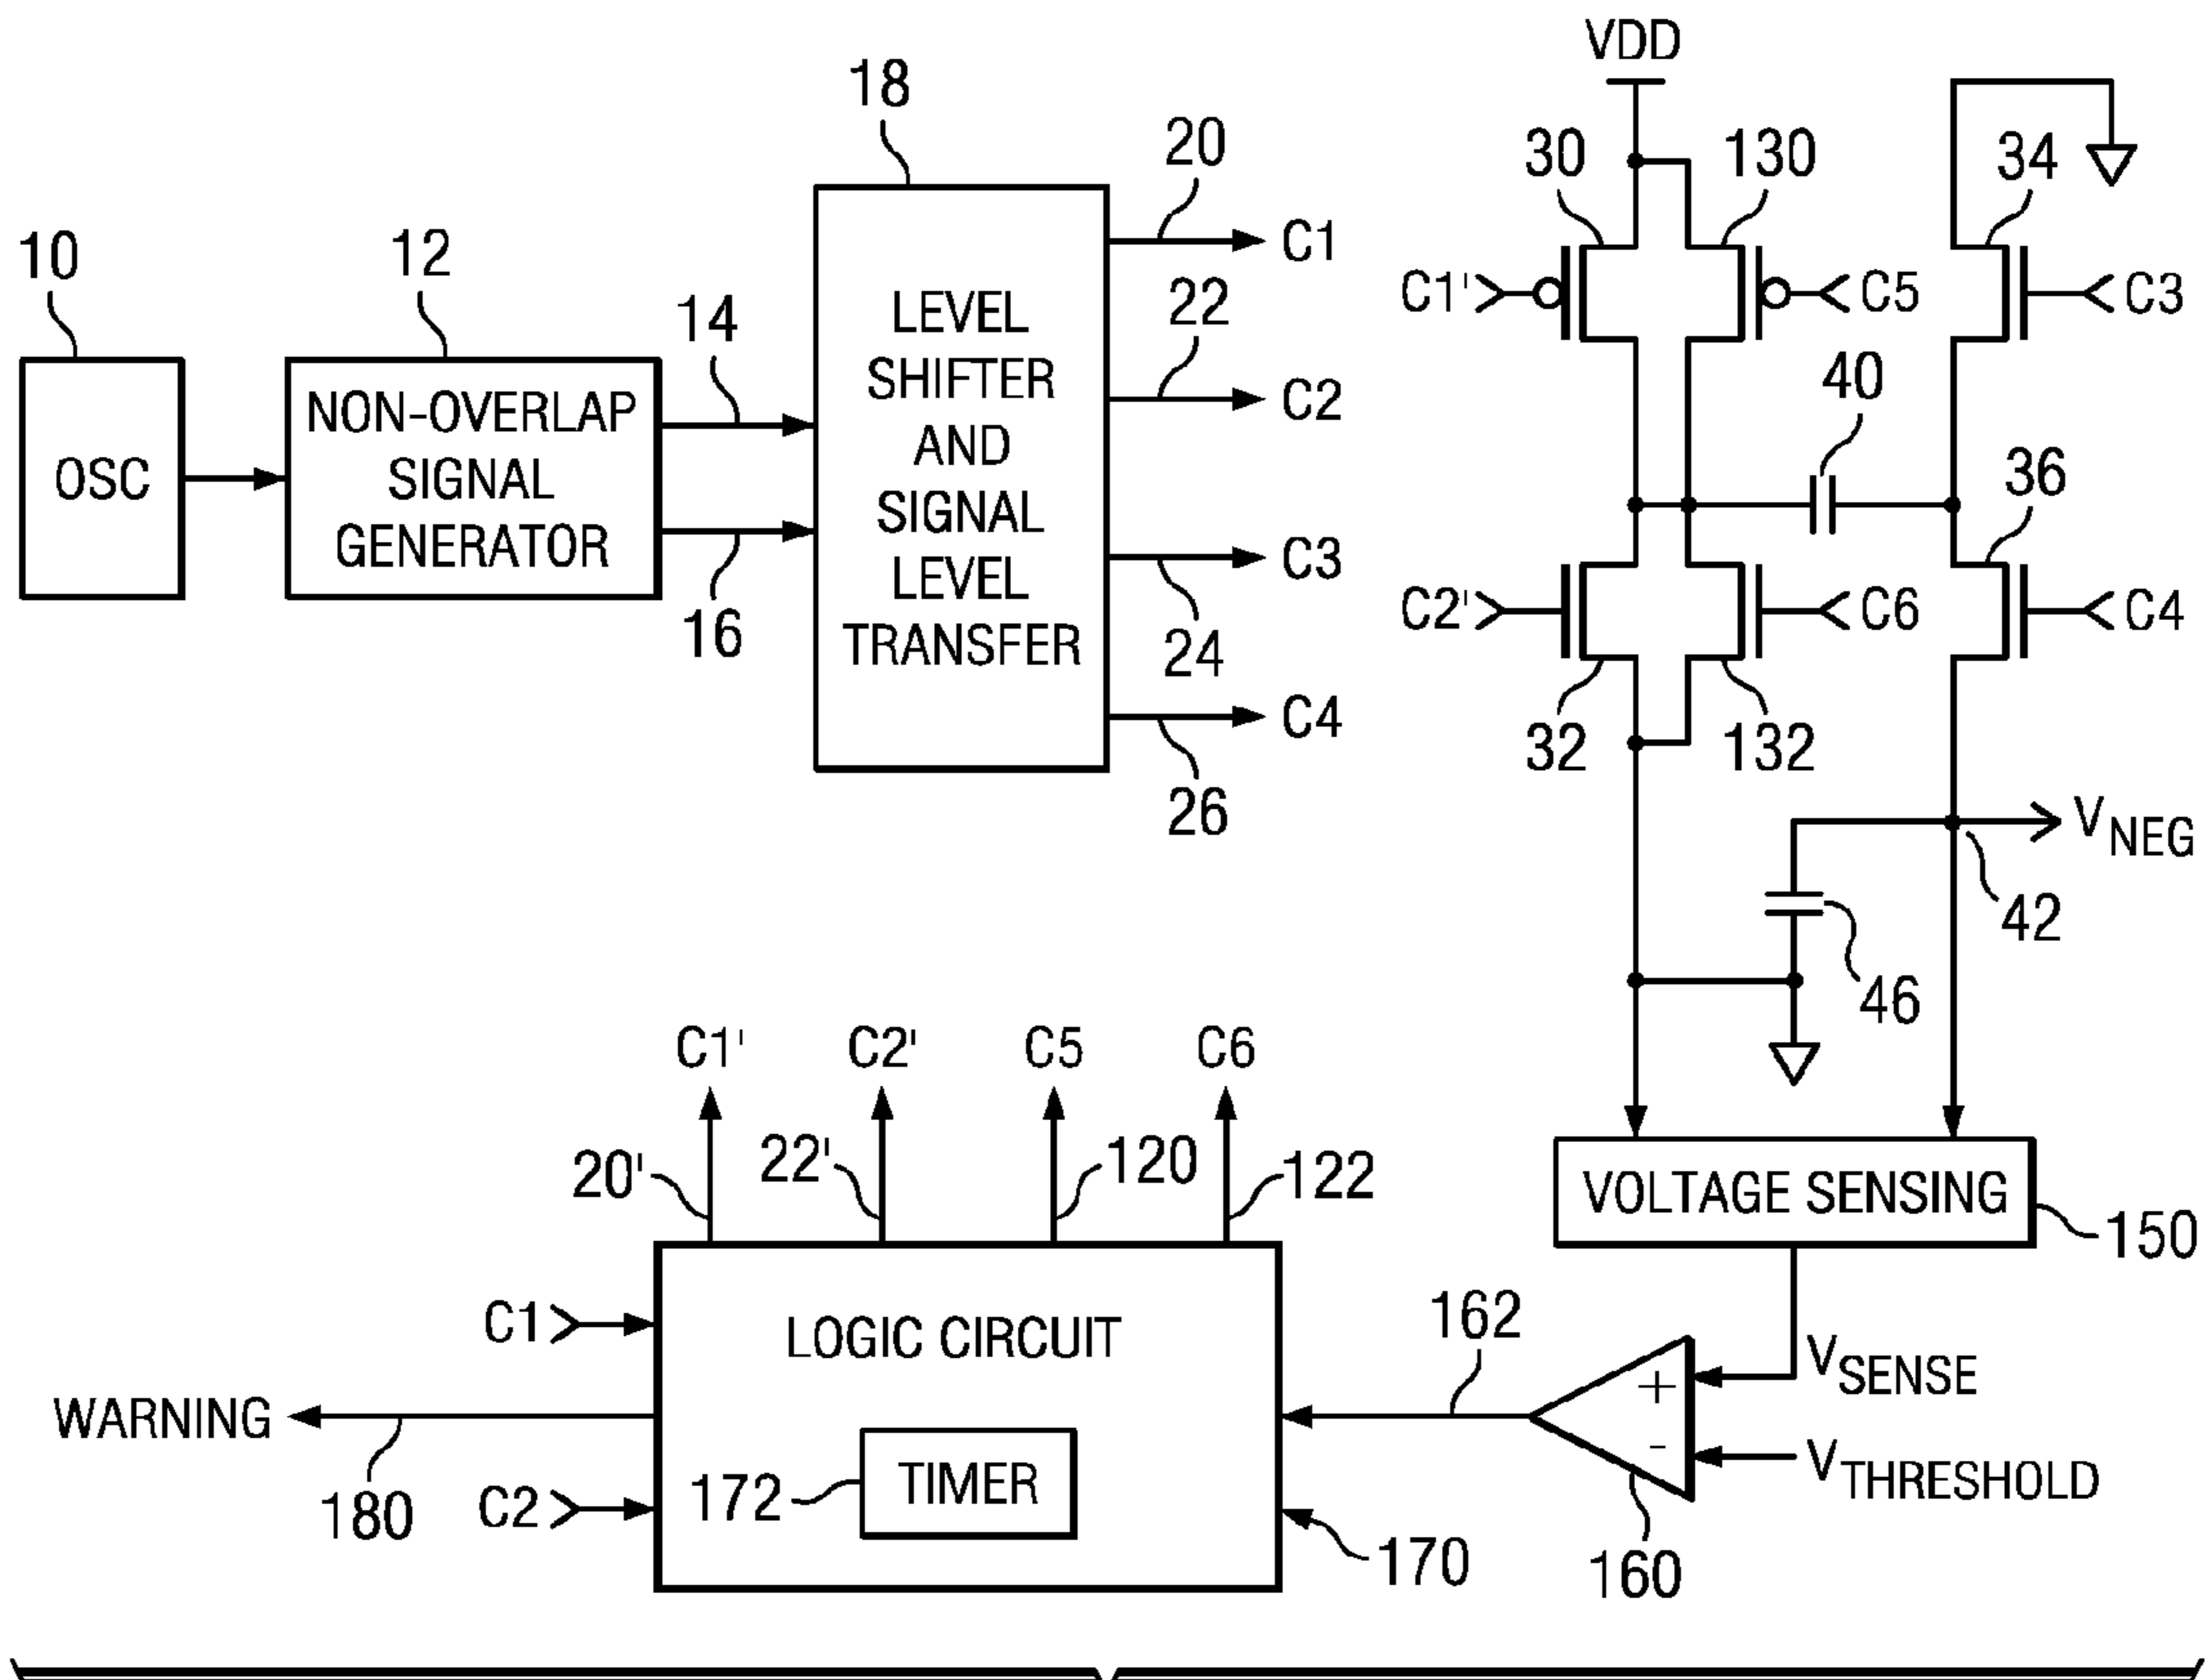 10
OSC
12
NON-OVERLAP
SIGNAL
GENERATOR
14
16
18
LEVEL
SHIFTER
AND
SIGNAL
LEVEL
TRANSFER
20
C1
22
C2
24
C3
26
C4
VDD
30
130
34
C1'
C5
C3
40
36
C2'
C6
C4
32
132
V NEG
42
46
VOLTAGE SENSING
150
C1'
C2'
C5
C6
20'
22'
120
122
C1
LOGIC CIRCUIT
162
+
-
V SENSE
V THRESHOLD
WARNING
180
C2
172
TIMER
170
160